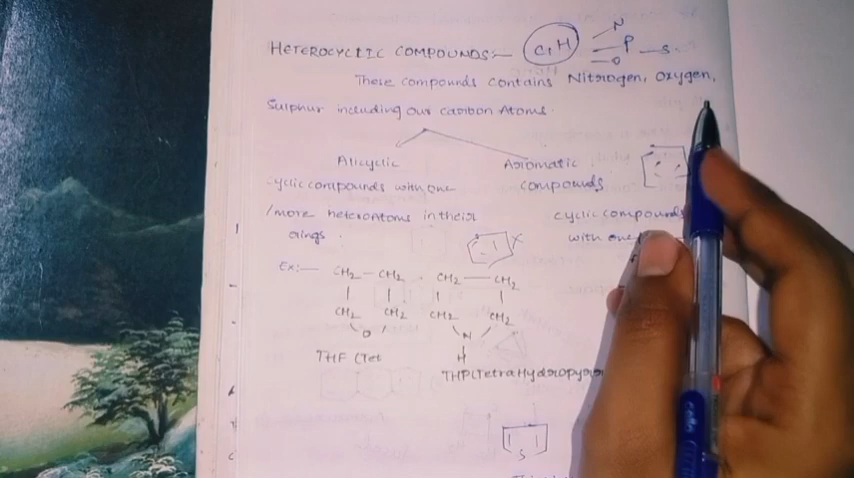 HETEROCYCLIC COMPOUNDS:- C,H N
P - S
O
These compounds contains Nitrogen, Oxygen,
Sulphur including our carbon Atoms.
Alicyclic
-cyclic compounds with one
/more heteroatoms in their
rings.
Aromatic
compounds
cyclic compounds
with one
Ex:- CH2 - CH2 CH2 - CH2
CH2 CH2 CH2 CH2
O N
H
THF (Tet
THP(TetraHydropyrr
S